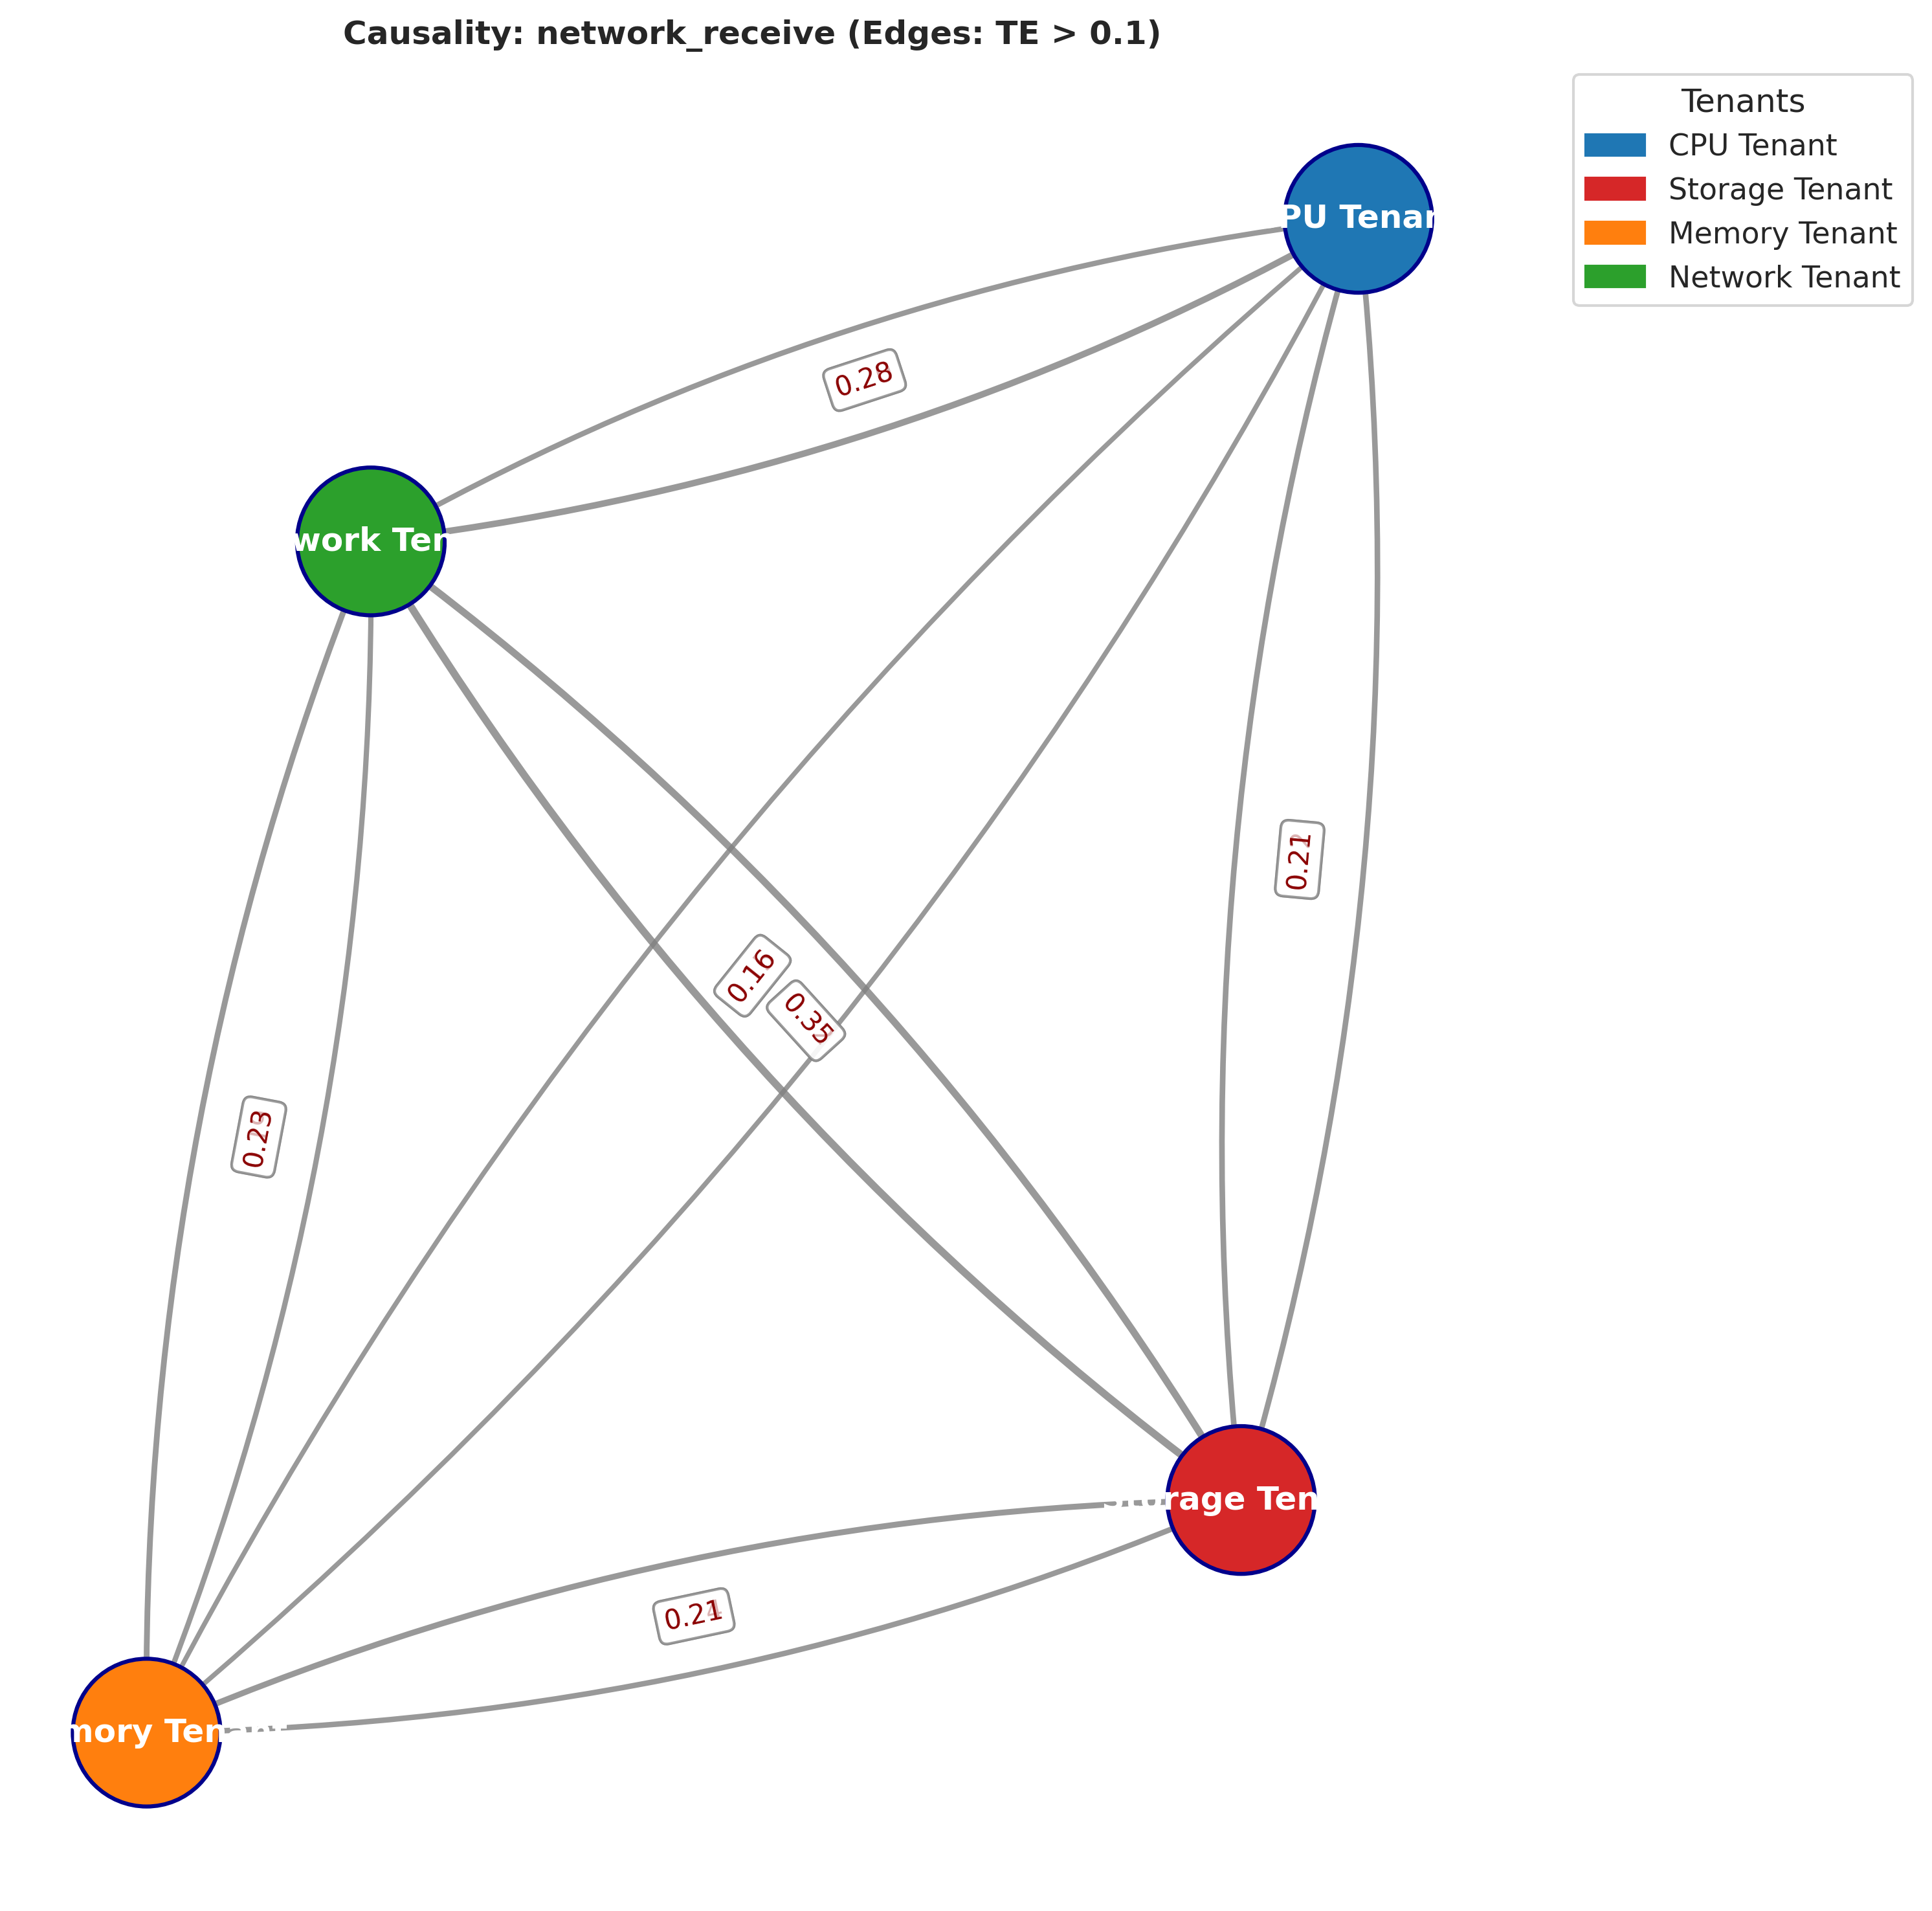 Causality: network_receive (Edges: TE > 0.1)
Tenants
CPU Tenant
Storage Tenant
Memory Tenant
Network Tenant
PU Tenar
0.28
work Ten
0.21
0.16
0.35
0.23
rage Ten
0.21
mory Ten